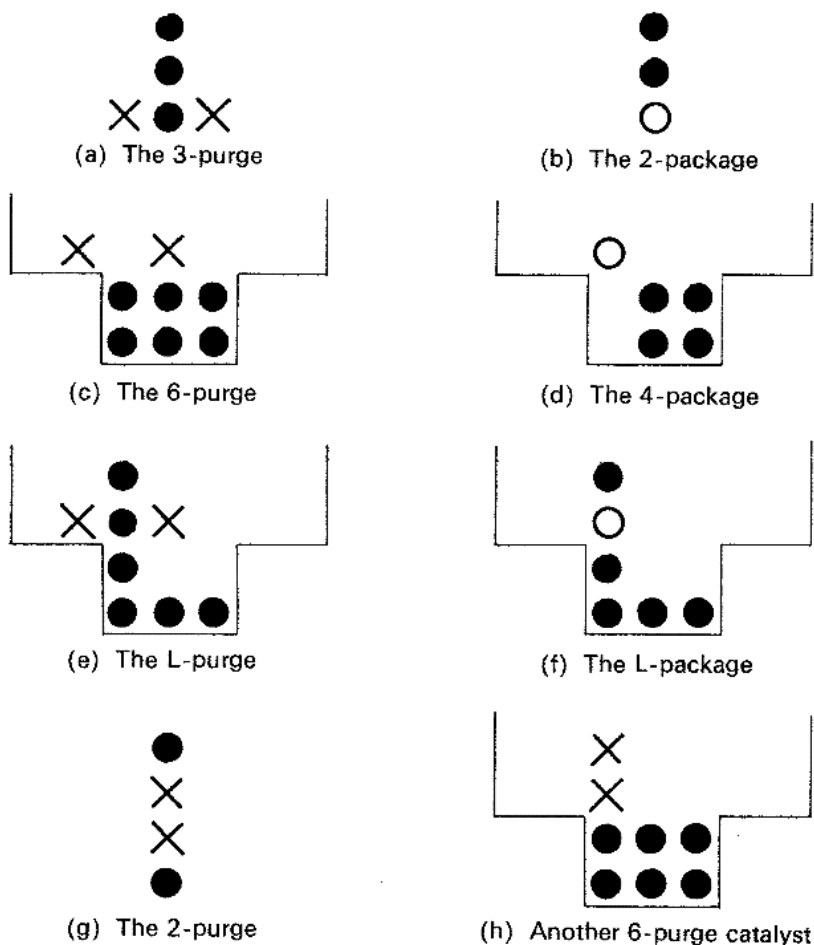 (a) The 3-purge
(b) The 2-package
(c) The 6-purge
(d) The 4-package
(e) The L-purge
(f) The L-package
(g) The 2-purge
(h) Another 6-purge catalyst